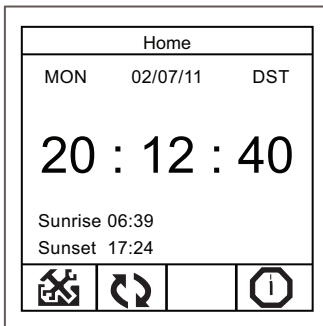 Home
MON 02/07/11 DST
20 : 12 : 40
Sunrise 06:39
Sunset 17:24
i